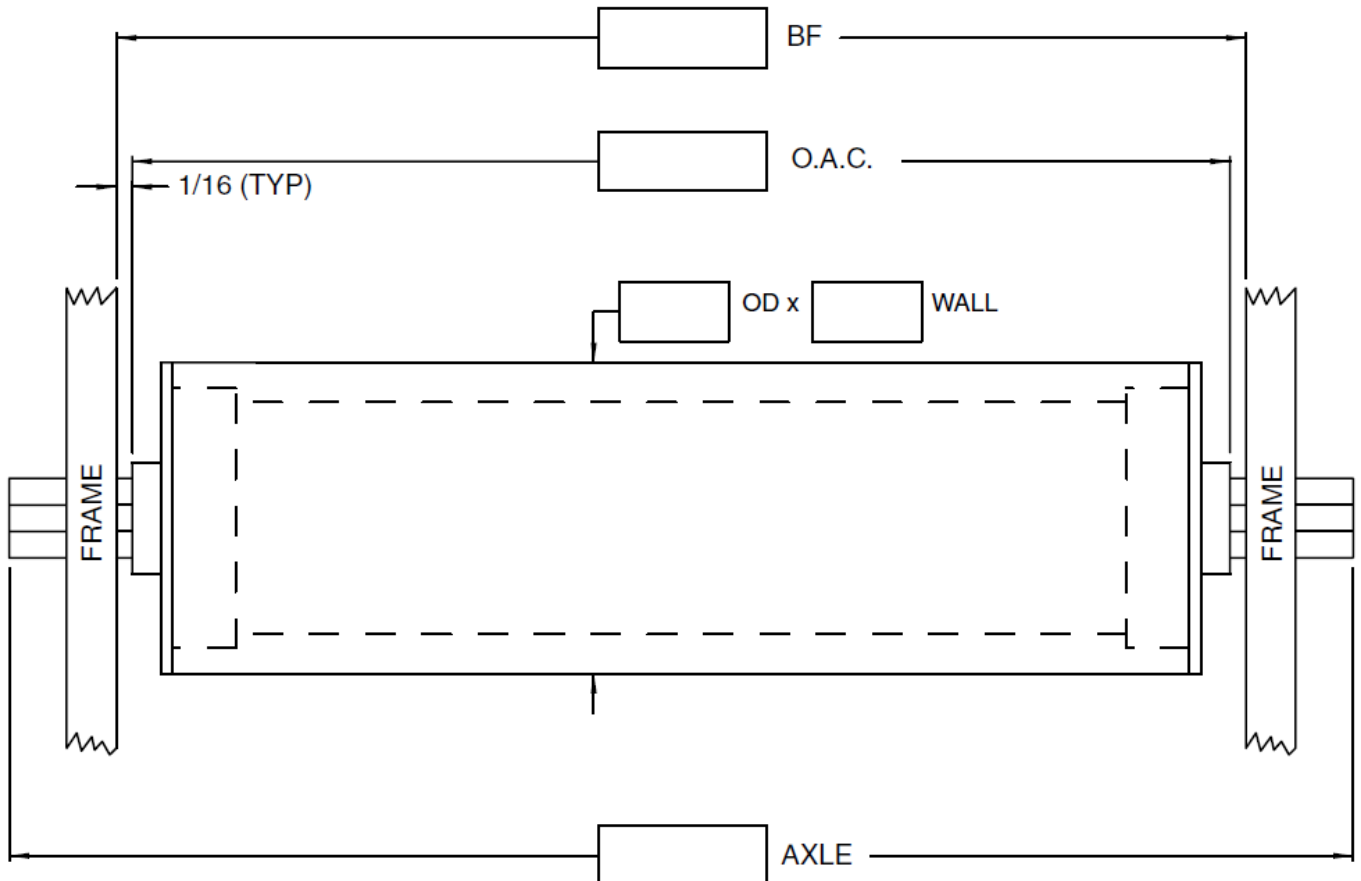 BF
O.A.C.
1/16 (TYP)
OD x WALL
FRAME
FRAME
AXLE